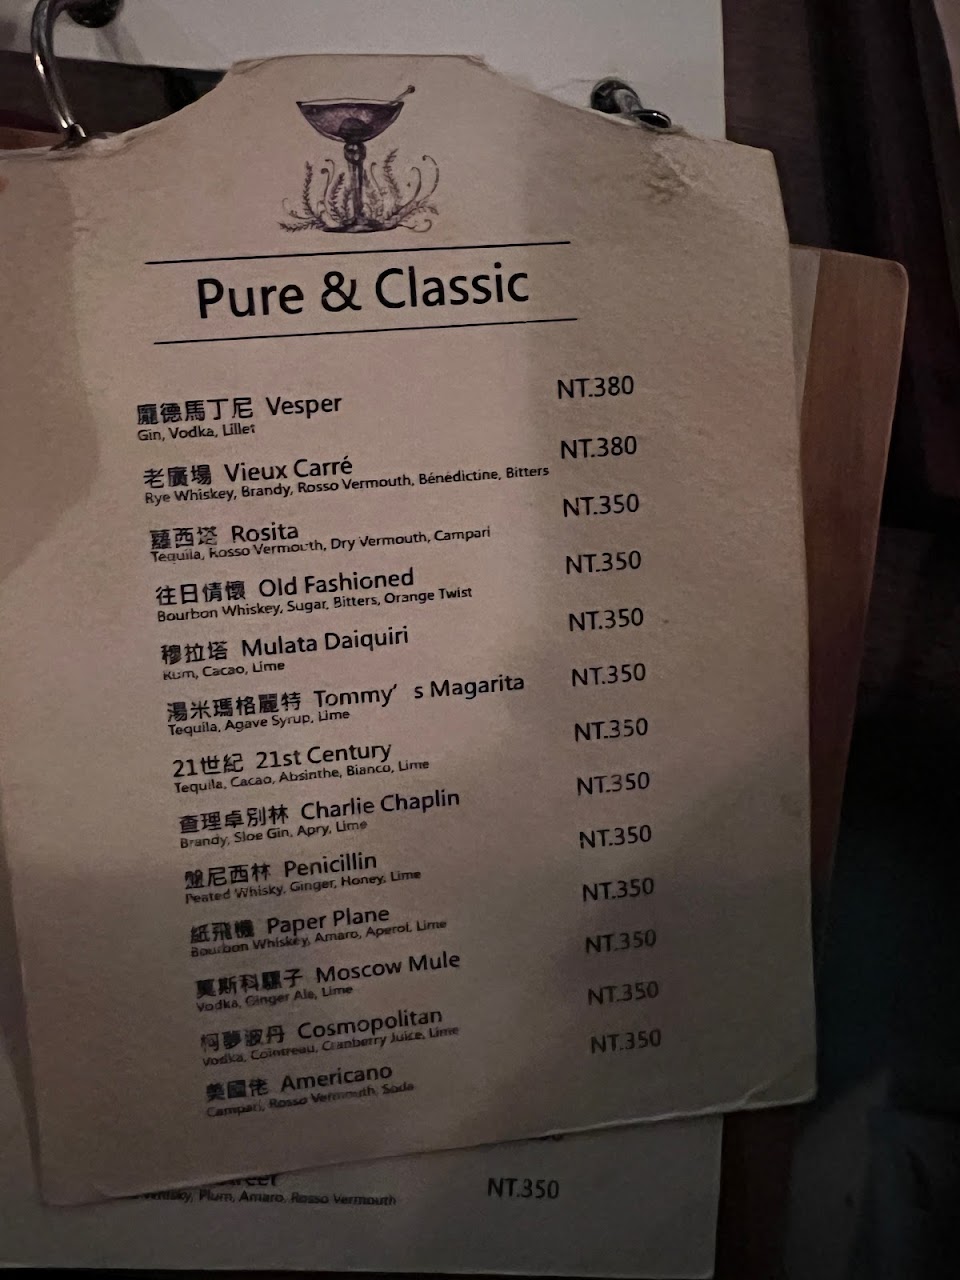 Pure & Classic
龐德馬丁尼 Vesper NT.380
Gin, Vodka, Lillet
老廣場 Vieux Carré NT.380
Rye Whiskey, Brandy, Rosso Vermouth, Bénédictine, Bitters
蘿西塔 Rosita NT.350
Tequila, Rosso Vermouth, Dry Vermouth, Campari
往日情懷 Old Fashioned NT.350
Bourbon Whiskey, Sugar, Bitters, Orange Twist
穆拉塔 Mulata Daiquiri NT.350
Rum, Cacao, Lime
湯米瑪格麗特 Tommy’s Magarita NT.350
Tequila, Agave Syrup, Lime
21世紀 21st Century NT.350
Tequila, Cacao, Absinthe, Bianco, Lime
查理卓別林 Charlie Chaplin NT.350
Brandy, Sloe Gin, Apry, Lime
盤尼西林 Penicillin NT.350
Peated Whisky, Ginger, Honey, Lime
紙飛機 Paper Plane NT.350
Bourbon Whiskey, Amaro, Aperol, Lime
莫斯科騾子 Moscow Mule NT.350
Vodka, Ginger Ale, Lime
柯夢波丹 Cosmopolitan NT.350
Vodka, Cointreau, Cranberry Juice, Lime
美國佬 Americano NT.350
Campari, Rosso Vermouth, Soda
NT.350
Whisky, Plum, Amaro, Rosso Vermouth